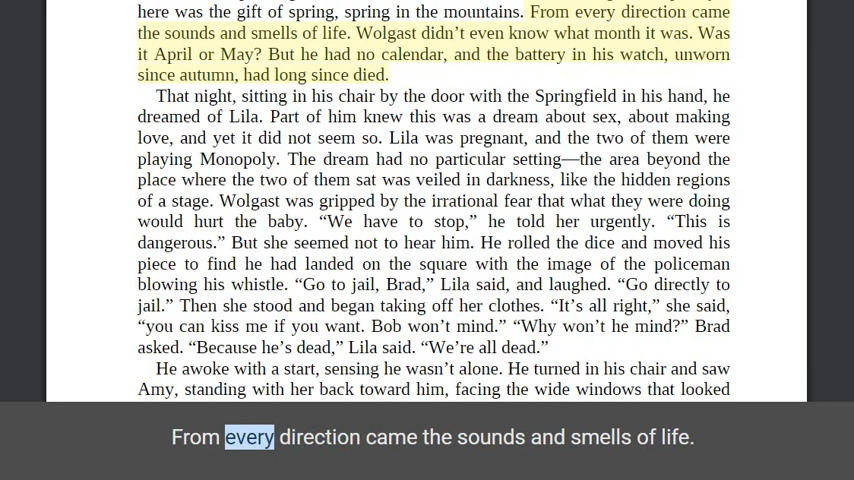 here was the gift of spring, spring in the mountains. From every direction came
the sounds and smells of life. Wolgast didn’t even know what month it was. Was
it April or May? But he had no calendar, and the battery in his watch, unworn
since autumn, had long since died.
That night, sitting in his chair by the door with the Springfield in his hand, he
dreamed of Lila. Part of him knew this was a dream about sex, about making
love, and yet it did not seem so. Lila was pregnant, and the two of them were
playing Monopoly. The dream had no particular setting—the area beyond the
place where the two of them sat was veiled in darkness, like the hidden regions
of a stage. Wolgast was gripped by the irrational fear that what they were doing
would hurt the baby. “We have to stop,” he told her urgently. “This is
dangerous.” But she seemed not to hear him. He rolled the dice and moved his
piece to find he had landed on the square with the image of the policeman
blowing his whistle. “Go to jail, Brad,” Lila said, and laughed. “Go directly to
jail.” Then she stood and began taking off her clothes. “It’s all right,” she said,
“you can kiss me if you want. Bob won’t mind.” “Why won’t he mind?” Brad
asked. “Because he’s dead,” Lila said. “We’re all dead.”
He awoke with a start, sensing he wasn’t alone. He turned in his chair and saw
Amy, standing with her back toward him, facing the wide windows that looked
From every direction came the sounds and smells of life.